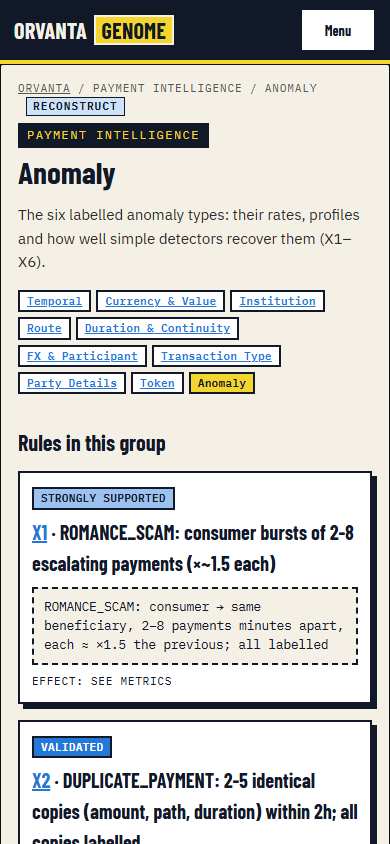 ORVANTA GENOME
Menu
ORVANTA / PAYMENT INTELLIGENCE / ANOMALY
RECONSTRUCT
PAYMENT INTELLIGENCE
Anomaly
The six labelled anomaly types: their rates, profiles
and how well simple detectors recover them (X1–
X6).
Temporal Currency & Value Institution
Route Duration & Continuity
FX & Participant Transaction Type
Party Details Token Anomaly
Rules in this group
STRONGLY SUPPORTED
X1 · ROMANCE_SCAM: consumer bursts of 2-8
escalating payments (×~1.5 each)
ROMANCE_SCAM: consumer → same
beneficiary, 2–8 payments minutes apart,
each ≈ ×1.5 the previous; all labelled
EFFECT: SEE METRICS
VALIDATED
X2 · DUPLICATE_PAYMENT: 2-5 identical
copies (amount, path, duration) within 2h; all
copies labelled